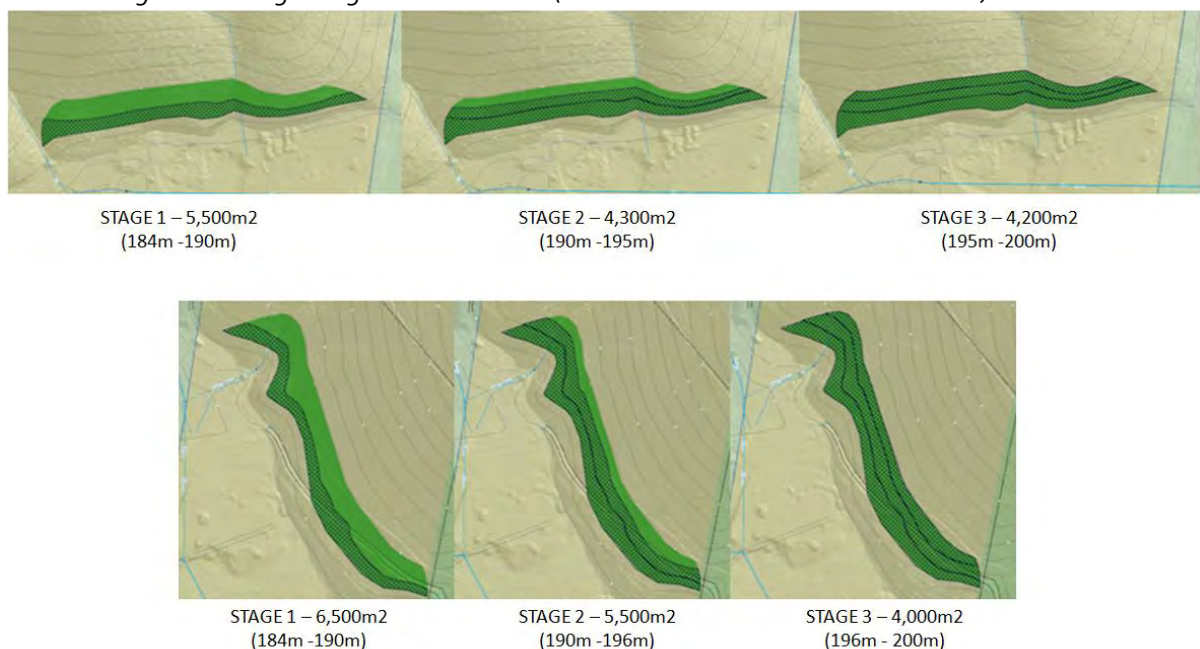 STAGE 1 – 5,500m2
(184m -190m)
STAGE 2 – 4,300m2
(190m -195m)
STAGE 3 – 4,200m2
(195m -200m)
STAGE 1 – 6,500m2
(184m -190m)
STAGE 2 – 5,500m2
(190m -196m)
STAGE 3 – 4,000m2
(196m - 200m)